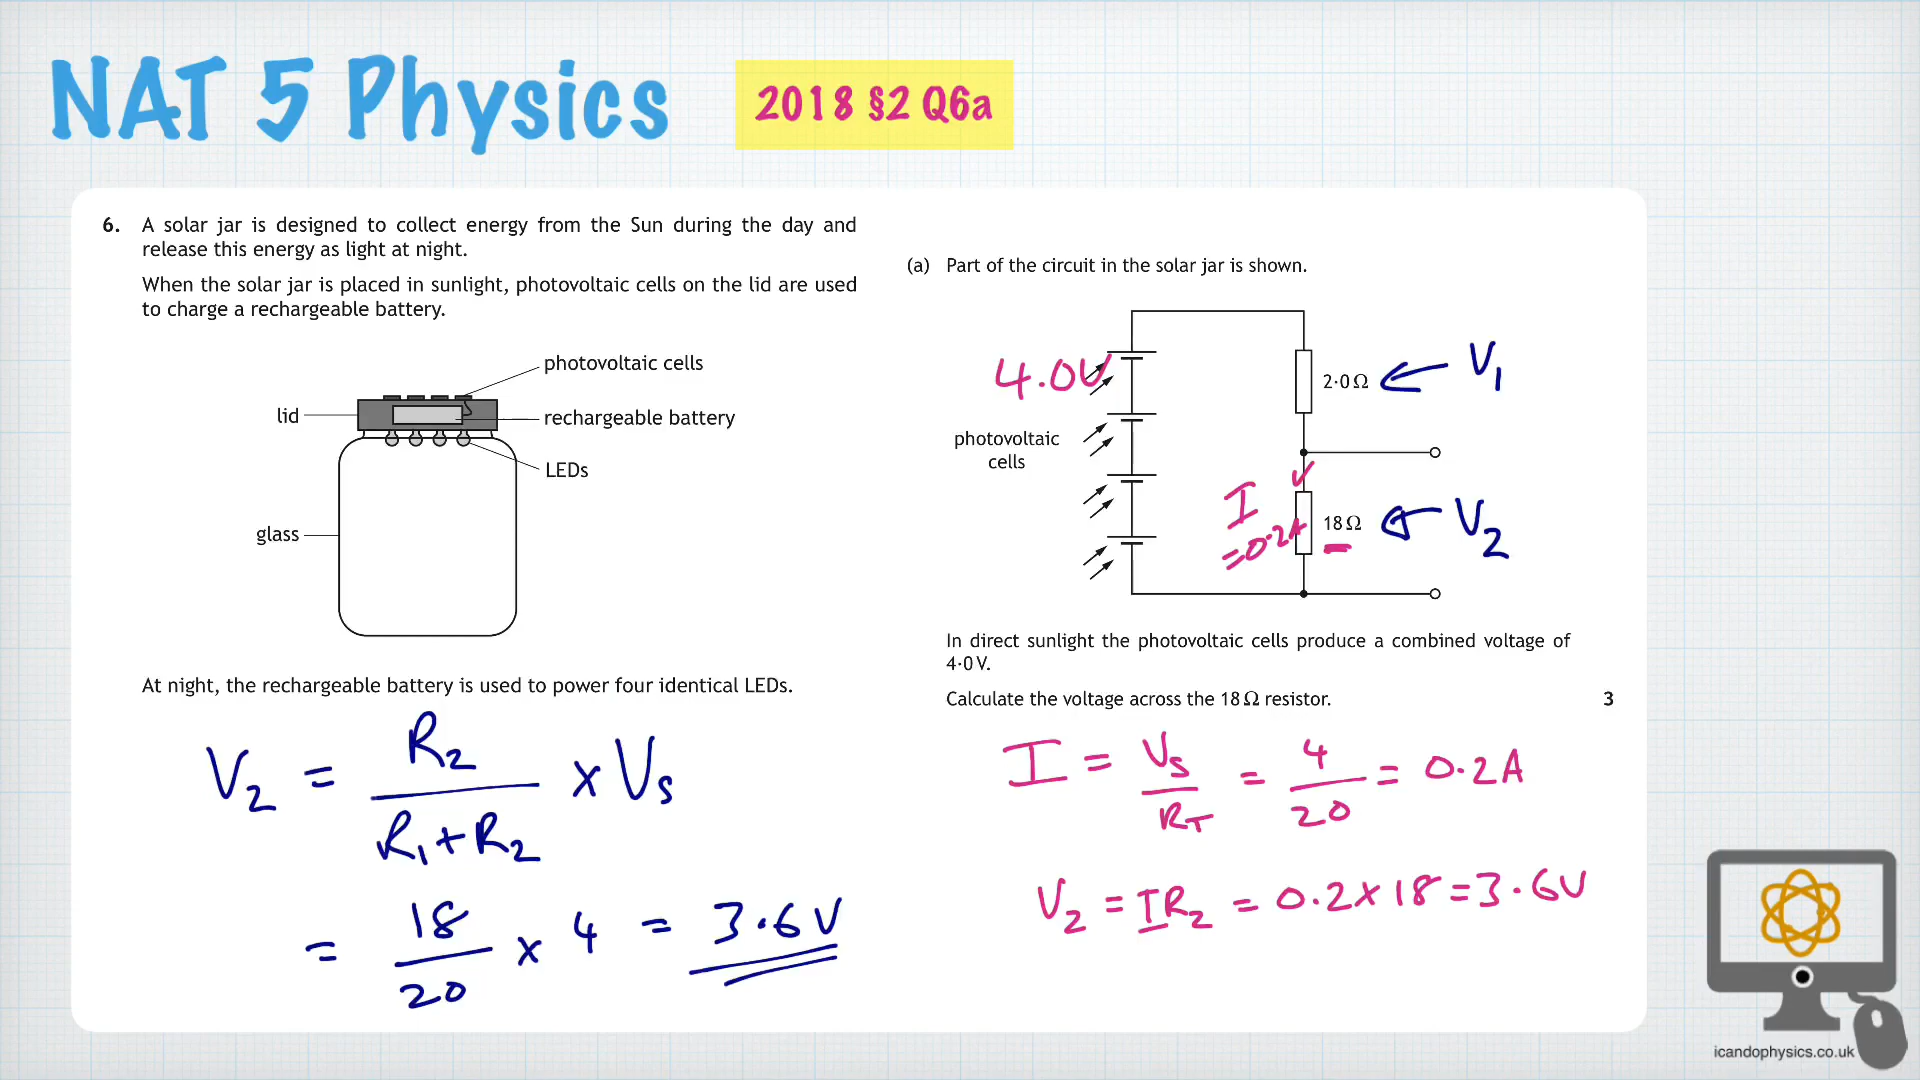 NAT 5 Physics
2018 §2 Q6a
6. A solar jar is designed to collect energy from the Sun during the day and
release this energy as light at night.
When the solar jar is placed in sunlight, photovoltaic cells on the lid are used
to charge a rechargeable battery.
photovoltaic cells
lid
rechargeable battery
LEDs
glass
At night, the rechargeable battery is used to power four identical LEDs.
V₂ = R₂ / (R₁ + R₂) × Vₛ
= 18/20 × 4 = 3.6V
(a) Part of the circuit in the solar jar is shown.
4.0V
2·0 Ω
V₁
photovoltaic
cells
I
= 0.2A
18 Ω
V₂
In direct sunlight the photovoltaic cells produce a combined voltage of
4·0 V.
Calculate the voltage across the 18 Ω resistor. 3
I = Vₛ/R_T = 4/20 = 0.2A
V₂ = IR₂ = 0.2 × 18 = 3.6V
icandophysics.co.uk